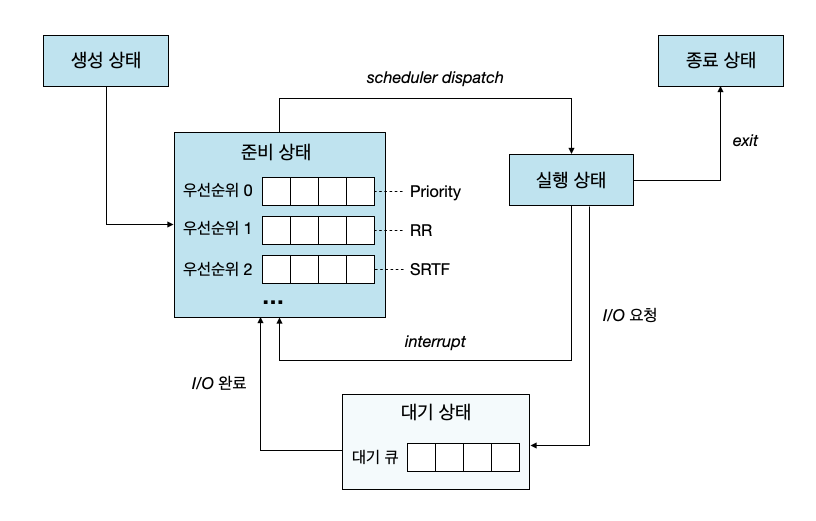 생성 상태
종료 상태
scheduler dispatch
exit
준비 상태
실행 상태
우선순위 0
Priority
우선순위 1
RR
우선순위 2
SRTF
...
I/O 요청
interrupt
I/O 완료
대기 상태
대기 큐